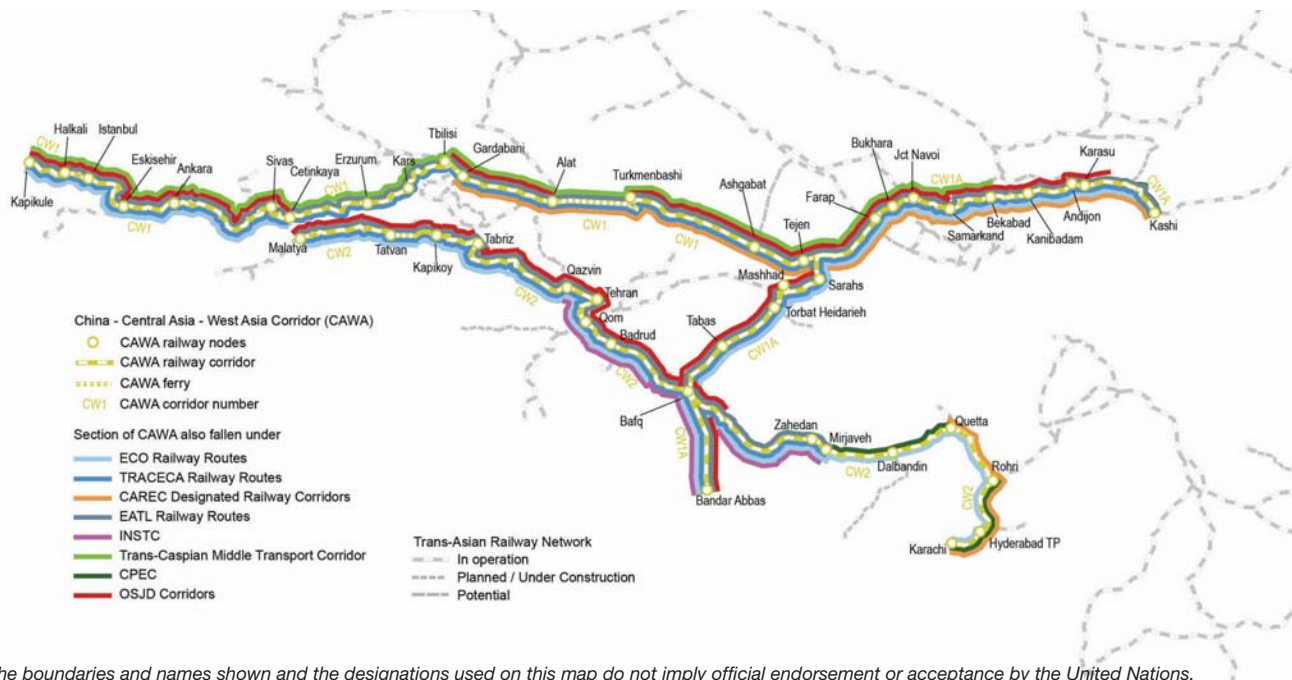 Halkali
Istanbul
CW1
Kapikule
Eskisehir
Ankara
CW1
Sivas
Cetinkaya
CW1
Erzurum
Kars
Tbilisi
Gardabani
Alat
CW1
Turkmenbashi
CW1
Ashgabat
Tejen
Farap
Bukhara
Jct Navoi
CW1A
Samarkand
Bekabad
Kanibadam
Andijon
Karasu
CW1A
Kashi
Malatya
CW2
Tatvan
Kapikoy
Tabriz
CW2
Qazvin
Tehran
Qom
Badrud
CW2
Mashhad
Sarahs
Torbat Heidarieh
Tabas
CW1A
Bafq
CW1A
Bandar Abbas
Zahedan
Mirjaveh
CW2
Dalbandin
Quetta
Rohri
CW2
Karachi
Hyderabad TP
China - Central Asia - West Asia Corridor (CAWA)
CAWA railway nodes
CAWA railway corridor
CAWA ferry
CW1 CAWA corridor number
Section of CAWA also fallen under
ECO Railway Routes
TRACECA Railway Routes
CAREC Designated Railway Corridors
EATL Railway Routes
INSTC
Trans-Caspian Middle Transport Corridor
CPEC
OSJD Corridors
Trans-Asian Railway Network
In operation
Planned / Under Construction
Potential
he boundaries and names shown and the designations used on this map do not imply official endorsement or acceptance by the United Nations.